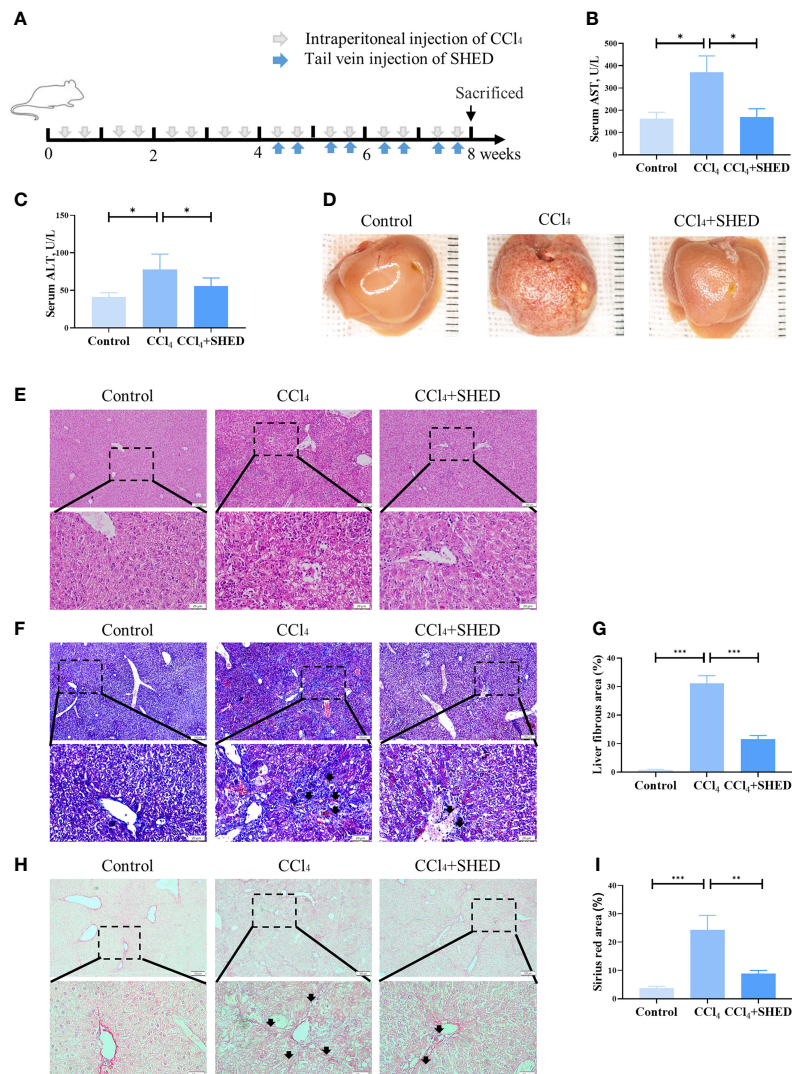 A
Intraperitoneal injection of CCl₄
Tail vein injection of SHED
Sacrificed
0 2 4 6 8 weeks
B
Serum AST, U/L
500
400
300
200
100
0
* *
Control CCl₄ CCl₄+SHED
C
Serum ALT, U/L
150
100
50
0
* *
Control CCl₄ CCl₄+SHED
D
Control CCl₄ CCl₄+SHED
E
Control CCl₄ CCl₄+SHED
F
Control CCl₄ CCl₄+SHED
G
Liver fibrous area (%)
40
30
20
10
0
*** ***
Control CCl₄ CCl₄+SHED
H
Control CCl₄ CCl₄+SHED
I
Sirius red area (%)
40
30
20
10
0
*** **
Control CCl₄ CCl₄+SHED